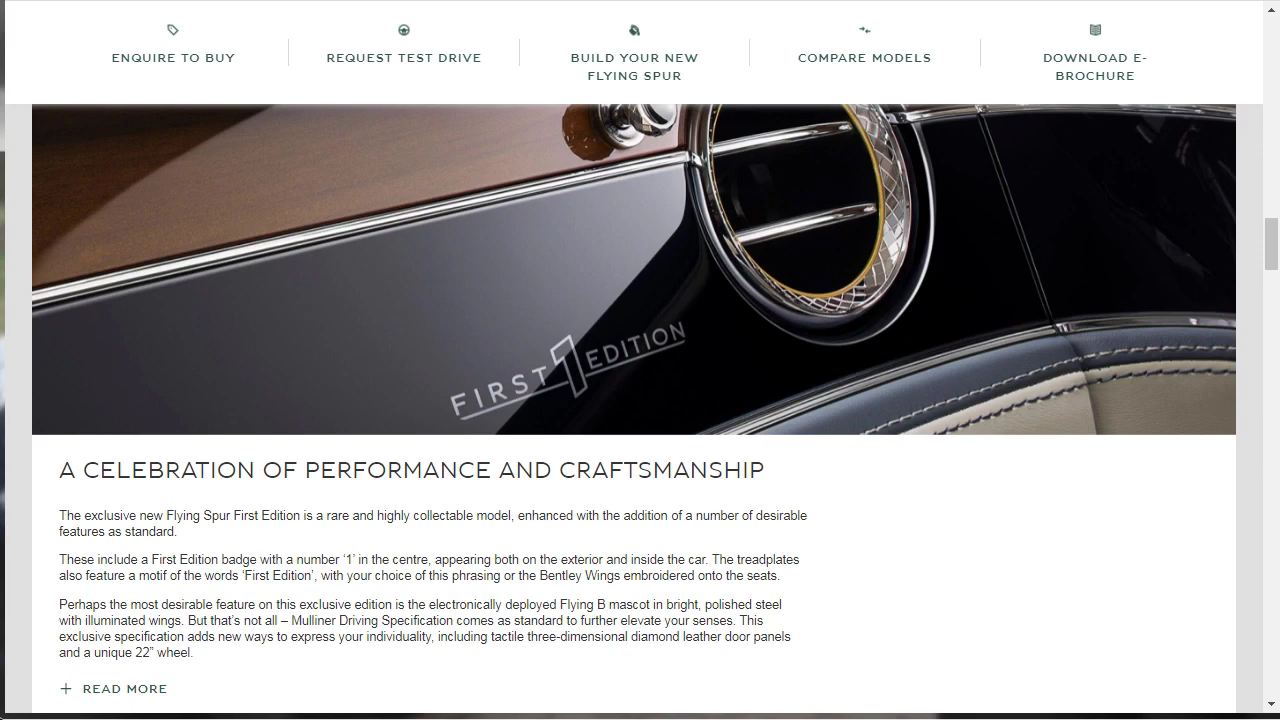 ENQUIRE TO BUY
REQUEST TEST DRIVE
BUILD YOUR NEW
FLYING SPUR
COMPARE MODELS
DOWNLOAD E-
BROCHURE
FIRST 1 EDITION
A CELEBRATION OF PERFORMANCE AND CRAFTSMANSHIP
The exclusive new Flying Spur First Edition is a rare and highly collectable model, enhanced with the addition of a number of desirable
features as standard.
These include a First Edition badge with a number ‘1’ in the centre, appearing both on the exterior and inside the car. The treadplates
also feature a motif of the words ‘First Edition’, with your choice of this phrasing or the Bentley Wings embroidered onto the seats.
Perhaps the most desirable feature on this exclusive edition is the electronically deployed Flying B mascot in bright, polished steel
with illuminated wings. But that’s not all – Mulliner Driving Specification comes as standard to further elevate your senses. This
exclusive specification adds new ways to express your individuality, including tactile three-dimensional diamond leather door panels
and a unique 22” wheel.
+ READ MORE